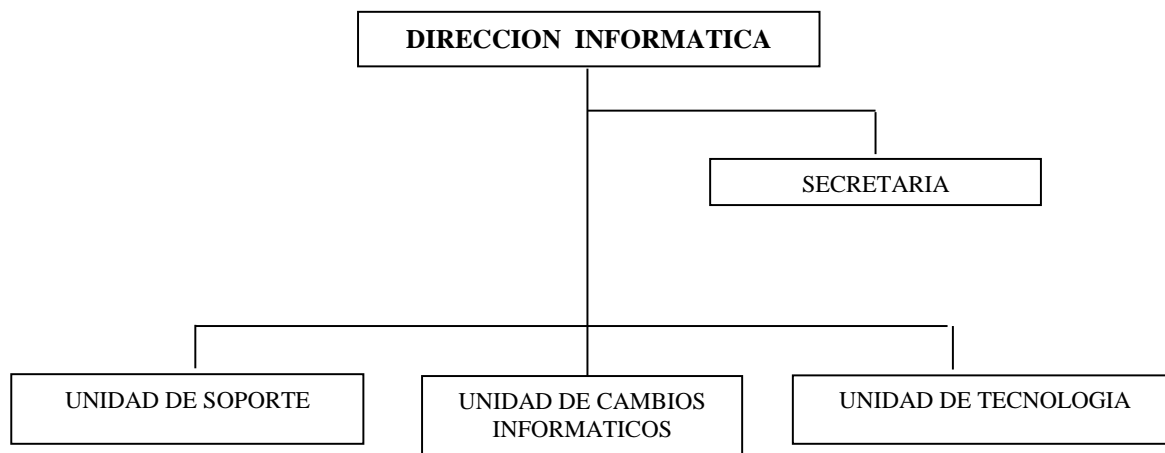 DIRECCION INFORMATICA
SECRETARIA
UNIDAD DE SOPORTE
UNIDAD DE CAMBIOS
INFORMATICOS
UNIDAD DE TECNOLOGIA